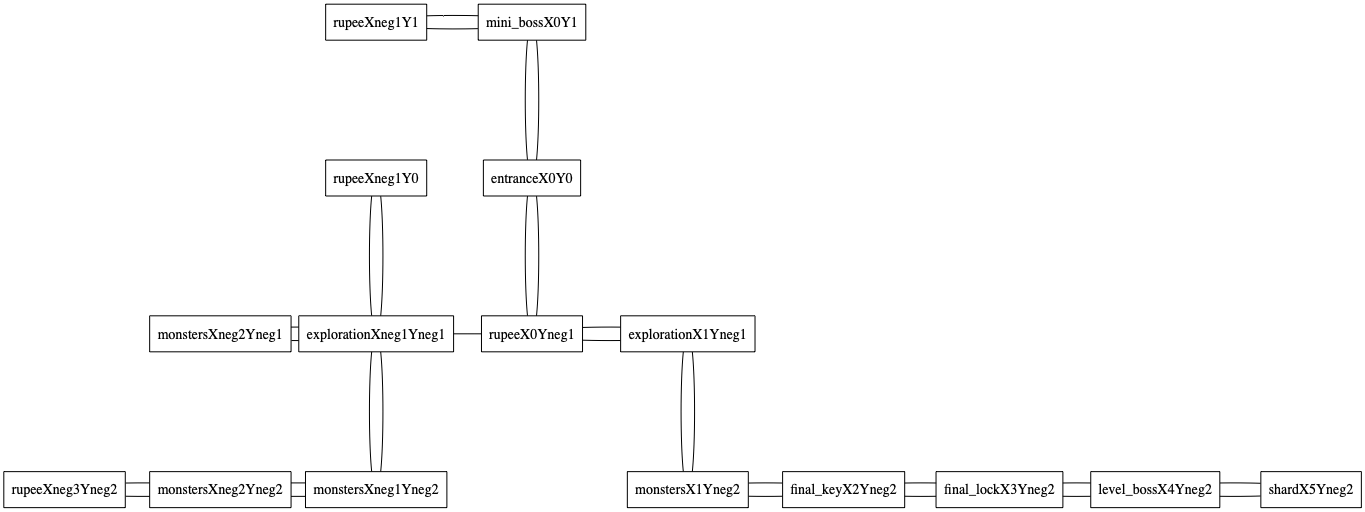 rupeeXneg1Y1
mini_bossX0Y1
rupeeXneg1Y0
entranceX0Y0
monstersXneg2Yneg1
explorationXneg1Yneg1
rupeeX0Yneg1
explorationX1Yneg1
rupeeXneg3Yneg2
monstersXneg2Yneg2
monstersXneg1Yneg2
monstersX1Yneg2
final_keyX2Yneg2
final_lockX3Yneg2
level_bossX4Yneg2
shardX5Yneg2